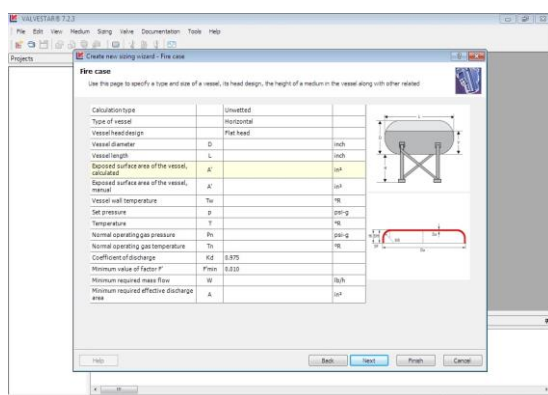 VALVESTAR® 7.2.3
File Edit View Medium Sizing Valve Documentation Tools Help
Projects
Create new sizing wizard - Fire case
Fire case
Use this page to specify a type and size of a vessel, its head design, the height of a medium in the vessel along with other related
Calculation type Unwetted
Type of vessel Horizontal
Vessel head design Flat head
Vessel diameter D inch
Vessel length L inch
Exposed surface area of the vessel, calculated A' in²
Exposed surface area of the vessel, manual A' in²
Vessel wall temperature Tw °R
Set pressure p psi-g
Temperature T °R
Normal operating gas pressure Pn psi-g
Normal operating gas temperature Tn °R
Coefficient of discharge Kd 0.975
Minimum value of factor F' F'min 0.010
Minimum required mass flow W lb/h
Minimum required effective discharge area A in²
L
Help Back Next Finish Cancel